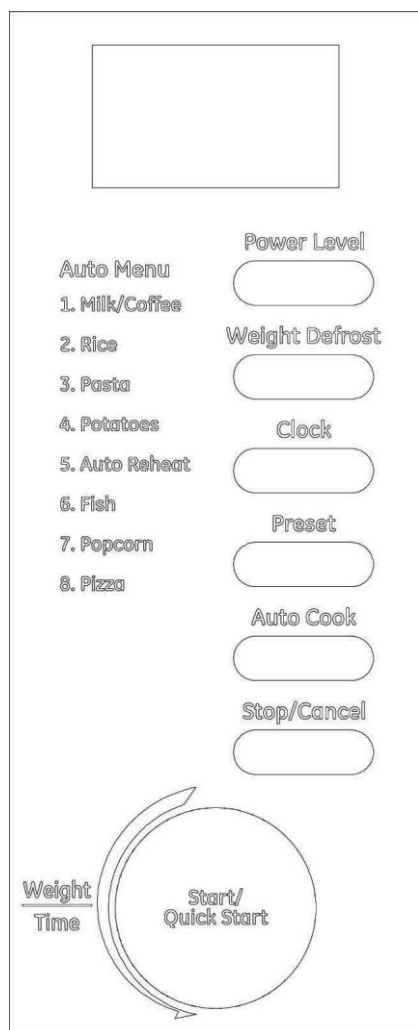 Power Level
Auto Menu
1. Milk/Coffee
2. Rice
3. Pasta
4. Potatoes
5. Auto Reheat
6. Fish
7. Popcorn
8. Pizza
Weight Defrost
Clock
Preset
Auto Cook
Stop/Cancel
Weight
Time
Start/
Quick Start